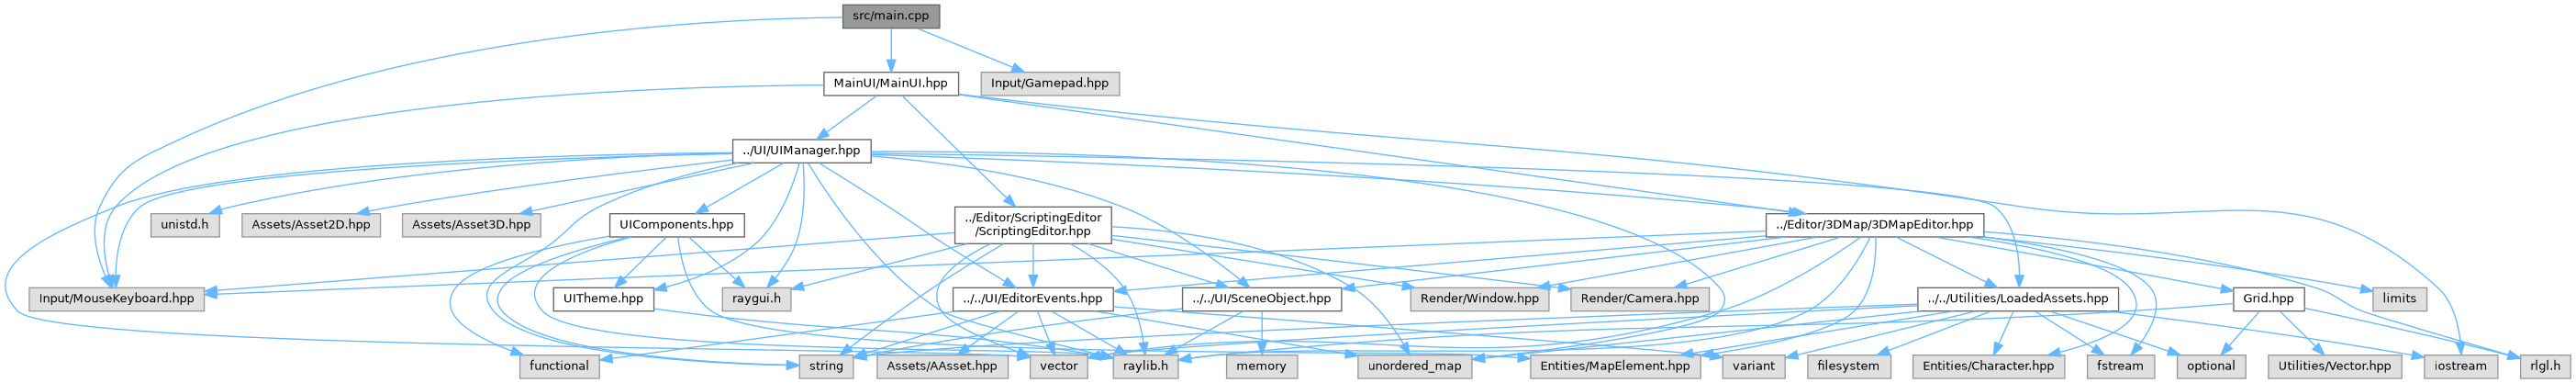 src/main.cpp
MainUI/MainUI.hpp
Input/Gamepad.hpp
../UI/UIManager.hpp
unistd.h
Assets/Asset2D.hpp
Assets/Asset3D.hpp
UIComponents.hpp
../Editor/ScriptingEditor
/ScriptingEditor.hpp
../Editor/3DMap/3DMapEditor.hpp
Input/MouseKeyboard.hpp
UITheme.hpp
raygui.h
../../UI/EditorEvents.hpp
../../UI/SceneObject.hpp
Render/Window.hpp
Render/Camera.hpp
../../Utilities/LoadedAssets.hpp
Grid.hpp
limits
functional
string
Assets/AAsset.hpp
vector
raylib.h
memory
unordered_map
Entities/MapElement.hpp
variant
filesystem
Entities/Character.hpp
fstream
optional
Utilities/Vector.hpp
iostream
rlgl.h